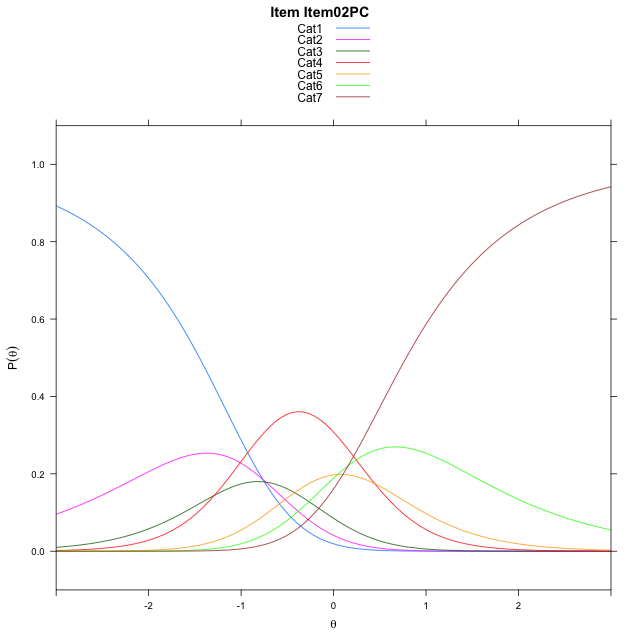 Item Item02PC
Cat1
Cat2
Cat3
Cat4
Cat5
Cat6
Cat7
1.0
0.8
0.6
0.4
0.2
0.0
P(θ)
-2 -1 0 1 2
θ